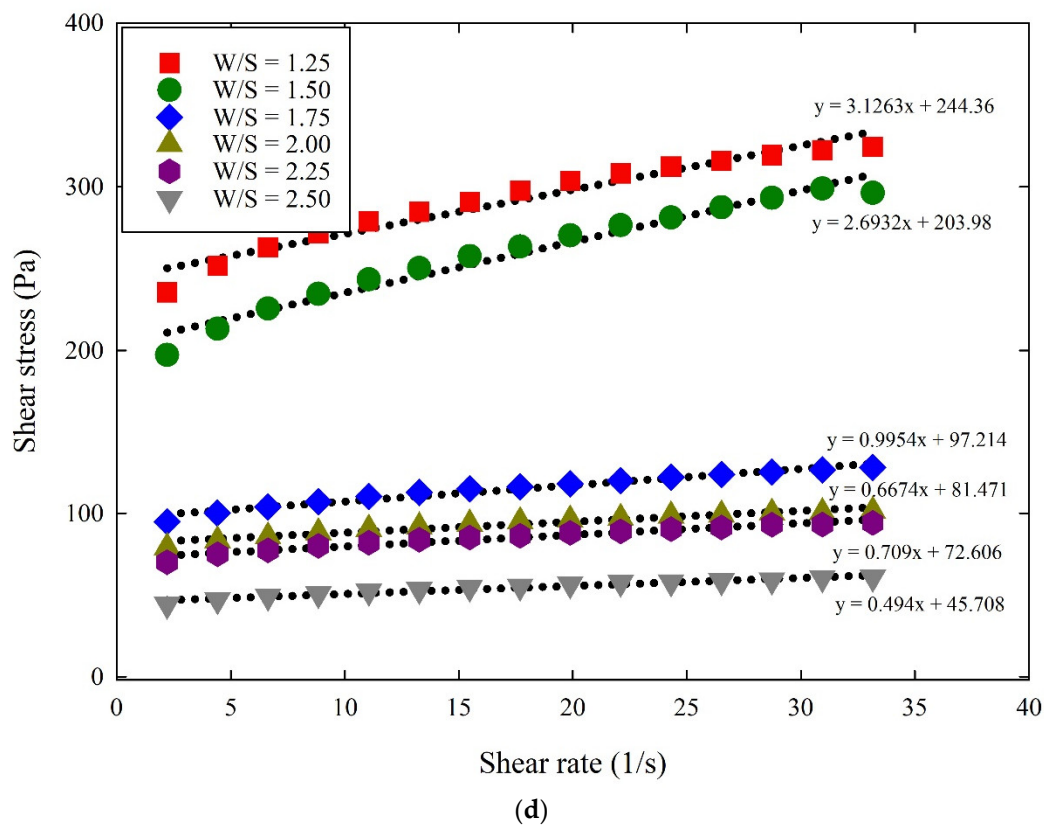 400
W/S = 1.25
W/S = 1.50
W/S = 1.75
W/S = 2.00
W/S = 2.25
W/S = 2.50
y = 3.1263x + 244.36
300
y = 2.6932x + 203.98
Shear stress (Pa)
200
y = 0.9954x + 97.214
y = 0.6674x + 81.471
100
y = 0.709x + 72.606
y = 0.494x + 45.708
0
0 5 10 15 20 25 30 35 40
Shear rate (1/s)
(d)